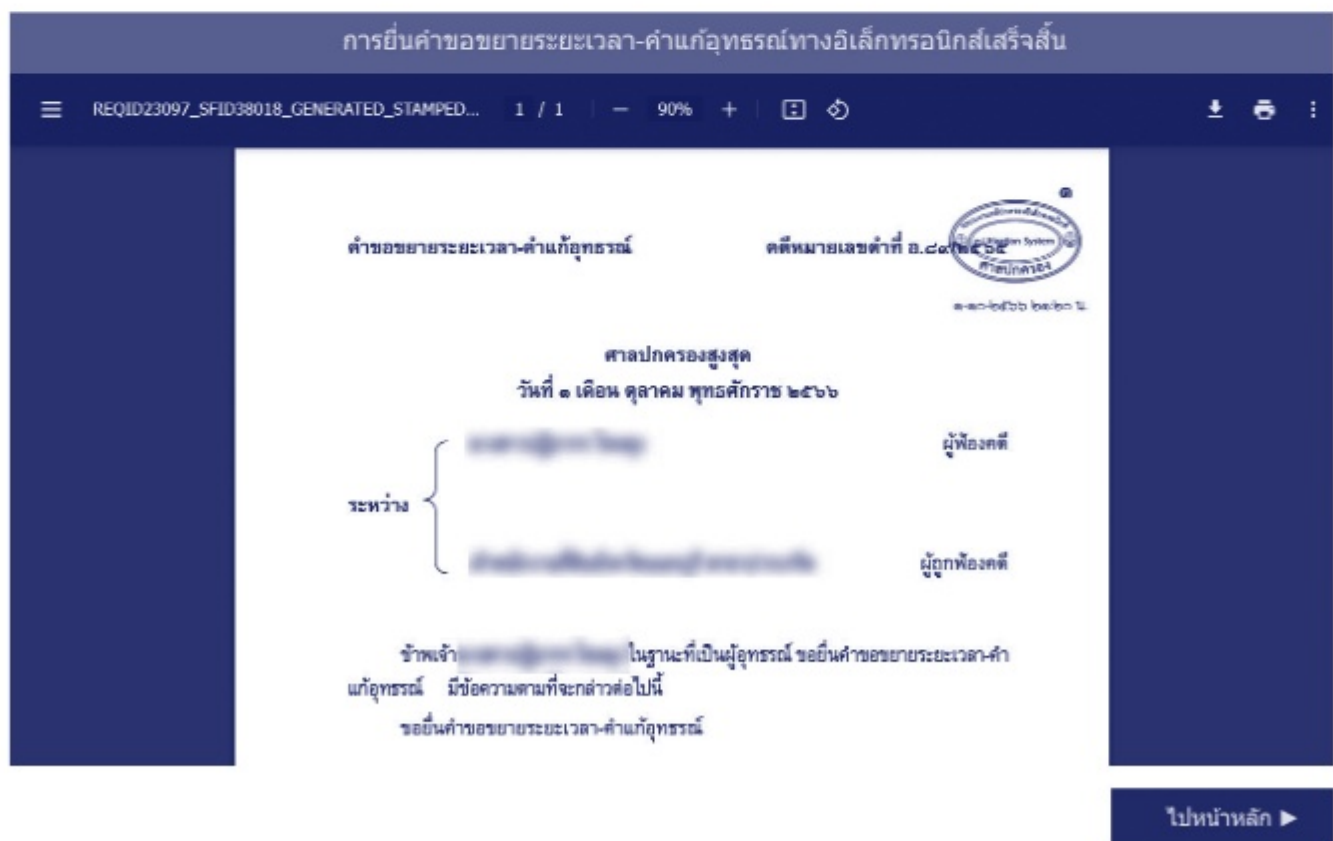 การยื่นคำขอขยายระยะเวลา-คำแก้อุทธรณ์ทางอิเล็กทรอนิกส์เสร็จสิ้น
REQID23097_SFID38018_GENERATED_STAMPED... 1 / 1 − 90% +
๑
คำขอขยายระยะเวลา-คำแก้อุทธรณ์ คดีหมายเลขดำที่
e-Litigation System
ศาลปกครอง
๑-๑๐-๒๕๖๖ น.
ศาลปกครองสูงสุด
วันที่ ๑ เดือน ตุลาคม พุทธศักราช ๒๕๖๖
ผู้ฟ้องคดี
ระหว่าง
ผู้ถูกฟ้องคดี
ข้าพเจ้า ในฐานะที่เป็นผู้อุทธรณ์ ขอยื่นคำขอขยายระยะเวลา-คำ
แก้อุทธรณ์ มีข้อความตามที่จะกล่าวต่อไปนี้
ขอยื่นคำขอขยายระยะเวลา-คำแก้อุทธรณ์
ไปหน้าหลัก ▶